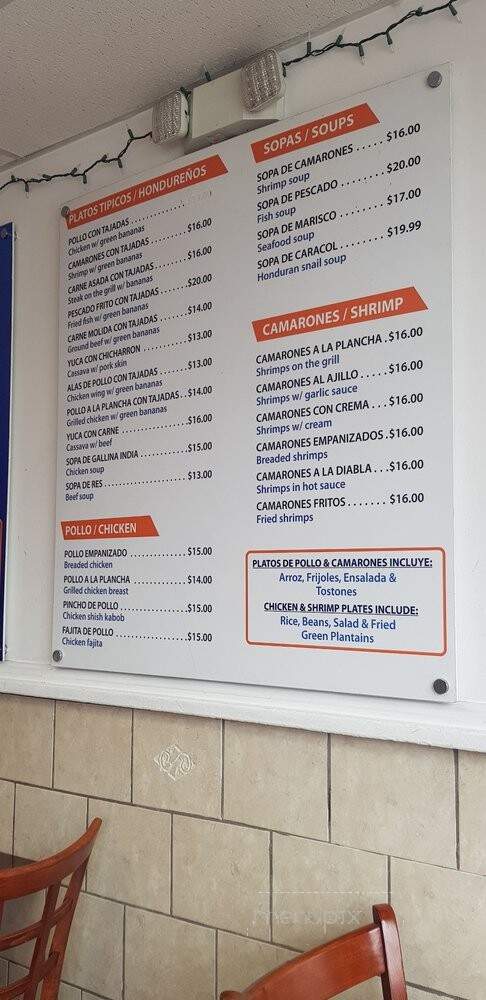 PLATOS TIPICOS / HONDUREÑOS
POLLO CON TAJADAS ................
Chicken w/ green bananas
CAMARONES CON TAJADAS ....... $16.00
Shrimp w/ green bananas
CARNE ASADA CON TAJADAS ....... $16.00
Steak on the grill w/ bananas
PESCADO FRITO CON TAJADAS ....... $20.00
Fried fish w/ green bananas
CARNE MOLIDA CON TAJADAS ....... $14.00
Ground beef w/ green bananas
YUCA CON CHICHARRON ........... $13.00
Cassava w/ pork skin
ALAS DE POLLO CON TAJADAS ...... $13.00
Chicken wing w/ green bananas
POLLO A LA PLANCHA CON TAJADAS .. $14.00
Grilled chicken w/ green bananas
YUCA CON CARNE ................ $16.00
Cassava w/ beef
SOPA DE GALLINA INDIA ........... $15.00
Chicken soup
SOPA DE RES ..................... $13.00
Beef soup
POLLO / CHICKEN
POLLO EMPANIZADO .............. $15.00
Breaded chicken
POLLO A LA PLANCHA ............. $14.00
Grilled chicken breast
PINCHO DE POLLO ................ $15.00
Chicken shish kabob
FAJITA DE POLLO ................. $15.00
Chicken fajita
SOPAS / SOUPS
SOPA DE CAMARONES ..... $16.00
Shrimp soup
SOPA DE PESCADO ........ $20.00
Fish soup
SOPA DE MARISCO ........ $17.00
Seafood soup
SOPA DE CARACOL ....... $19.99
Honduran snail soup
CAMARONES / SHRIMP
CAMARONES A LA PLANCHA . $16.00
Shrimps on the grill
CAMARONES AL AJILLO ..... $16.00
Shrimps w/ garlic sauce
CAMARONES CON CREMA ... $16.00
Shrimps w/ cream
CAMARONES EMPANIZADOS . $16.00
Breaded shrimps
CAMARONES A LA DIABLA ... $16.00
Shrimps in hot sauce
CAMARONES FRITOS ....... $16.00
Fried shrimps
PLATOS DE POLLO & CAMARONES INCLUYE:
Arroz, Frijoles, Ensalada &
Tostones
CHICKEN & SHRIMP PLATES INCLUDE:
Rice, Beans, Salad & Fried
Green Plantains
menupix